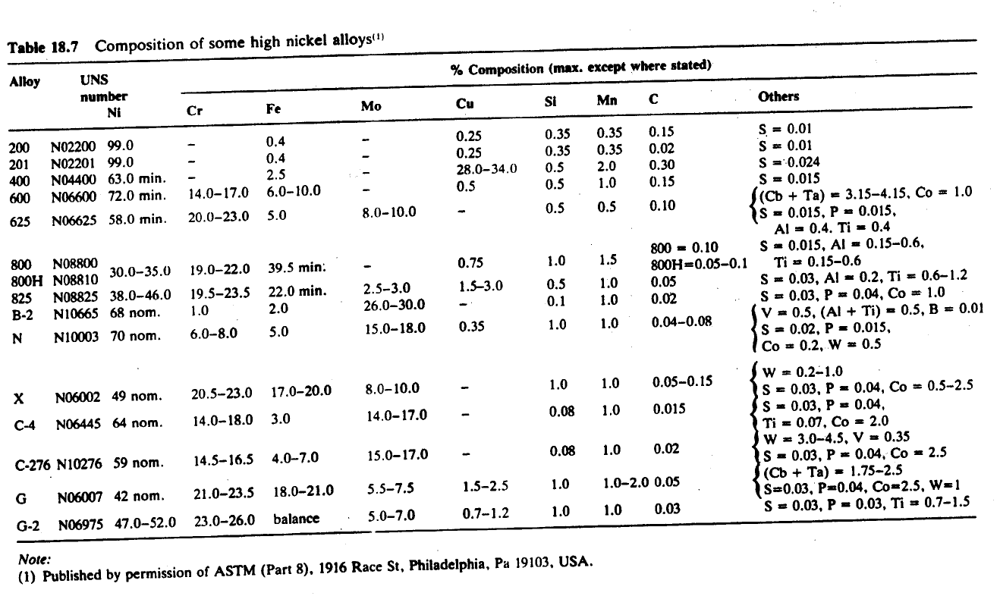 Table 18.7 Composition of some high nickel alloys(1)
Alloy UNS number Ni % Composition (max. except where stated)
Cr Fe Mo Cu Si Mn C Others
200 N02200 99.0 – 0.4 – 0.25 0.35 0.35 0.15 S = 0.01
201 N02201 99.0 – 0.4 – 0.25 0.35 0.35 0.02 S = 0.01
400 N04400 63.0 min. – 2.5 – 28.0–34.0 0.5 2.0 0.30 S = 0.024
600 N06600 72.0 min. 14.0–17.0 6.0–10.0 – 0.5 0.5 1.0 0.15 S = 0.015
625 N06625 58.0 min. 20.0–23.0 5.0 8.0–10.0 – 0.5 0.5 0.10 (Cb + Ta) = 3.15–4.15, Co = 1.0
S = 0.015, P = 0.015,
Al = 0.4. Ti = 0.4
800 N08800 800 = 0.10 S = 0.015, Al = 0.15–0.6,
30.0–35.0 19.0–22.0 39.5 min. – 0.75 1.0 1.5
800H N08810 800H=0.05–0.1 Ti = 0.15–0.6
825 N08825 38.0–46.0 19.5–23.5 22.0 min. 2.5–3.0 1.5–3.0 0.5 1.0 0.05 S = 0.03, Al = 0.2, Ti = 0.6–1.2
B-2 N10665 68 nom. 1.0 2.0 26.0–30.0 – 0.1 1.0 0.02 S = 0.03, P = 0.04, Co = 1.0
V = 0.5, (Al + Ti) = 0.5, B = 0.01
N N10003 70 nom. 6.0–8.0 5.0 15.0–18.0 0.35 1.0 1.0 0.04–0.08 S = 0.02, P = 0.015,
Co = 0.2, W = 0.5
W = 0.2–1.0
X N06002 49 nom. 20.5–23.0 17.0–20.0 8.0–10.0 – 1.0 1.0 0.05–0.15 S = 0.03, P = 0.04, Co = 0.5–2.5
C-4 N06445 64 nom. 14.0–18.0 3.0 14.0–17.0 – 0.08 1.0 0.015 S = 0.03, P = 0.04,
Ti = 0.07, Co = 2.0
W = 3.0–4.5, V = 0.35
C-276 N10276 59 nom. 14.5–16.5 4.0–7.0 15.0–17.0 – 0.08 1.0 0.02 S = 0.03, P = 0.04, Co = 2.5
(Cb + Ta) = 1.75–2.5
G N06007 42 nom. 21.0–23.5 18.0–21.0 5.5–7.5 1.5–2.5 1.0 1.0–2.0 0.05 S=0.03, P=0.04, Co=2.5, W=1
G-2 N06975 47.0–52.0 23.0–26.0 balance 5.0–7.0 0.7–1.2 1.0 1.0 0.03 S = 0.03, P = 0.03, Ti = 0.7–1.5
Note:
(1) Published by permission of ASTM (Part 8), 1916 Race St, Philadelphia, Pa 19103, USA.